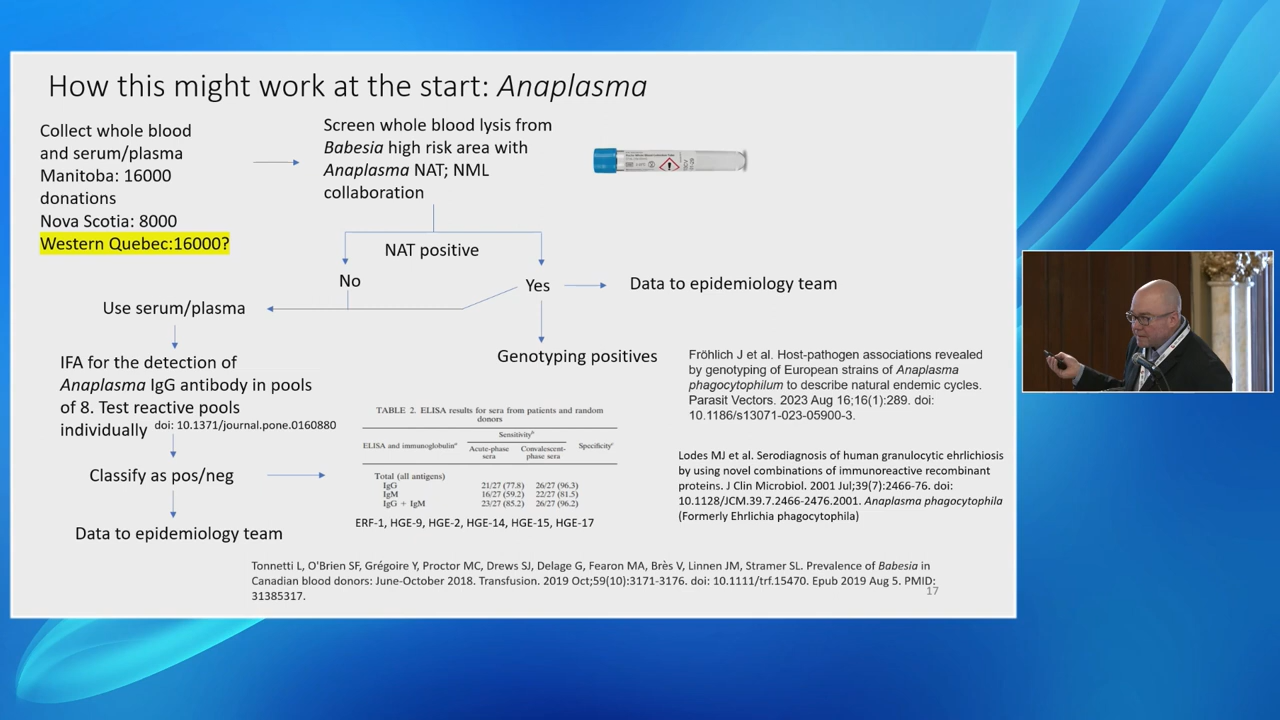 How this might work at the start: Anaplasma
Collect whole blood
and serum/plasma
Manitoba: 16000
donations
Nova Scotia: 8000
Western Quebec:16000?
Screen whole blood lysis from
Babesia high risk area with
Anaplasma NAT; NML
collaboration
NAT positive
No
Yes
Data to epidemiology team
Use serum/plasma
Genotyping positives
IFA for the detection of
Anaplasma IgG antibody in pools
of 8. Test reactive pools
individually doi: 10.1371/journal.pone.0160880
Classify as pos/neg
Data to epidemiology team
TABLE 2. ELISA results for sera from patients and random
donors
ELISA and immunoglobulinᵃ
Sensitivityᵇ
Specificityᶜ
Acute-phase
sera
Convalescent-
phase sera
Total (all antigens)
IgG 21/27 (77.8) 26/27 (96.3)
IgM 16/27 (59.2) 22/27 (81.5)
IgG + IgM 23/27 (85.2) 26/27 (96.2)
ERF-1, HGE-9, HGE-2, HGE-14, HGE-15, HGE-17
Fröhlich J et al. Host-pathogen associations revealed
by genotyping of European strains of Anaplasma
phagocytophilum to describe natural endemic cycles.
Parasit Vectors. 2023 Aug 16;16(1):289. doi:
10.1186/s13071-023-05900-3.
Lodes MJ et al. Serodiagnosis of human granulocytic ehrlichiosis
by using novel combinations of immunoreactive recombinant
proteins. J Clin Microbiol. 2001 Jul;39(7):2466-76. doi:
10.1128/JCM.39.7.2466-2476.2001. Anaplasma phagocytophila
(Formerly Ehrlichia phagocytophila)
Tonnetti L, O'Brien SF, Grégoire Y, Proctor MC, Drews SJ, Delage G, Fearon MA, Brès V, Linnen JM, Stramer SL. Prevalence of Babesia in
Canadian blood donors: June-October 2018. Transfusion. 2019 Oct;59(10):3171-3176. doi: 10.1111/trf.15470. Epub 2019 Aug 5. PMID:
31385317.
17